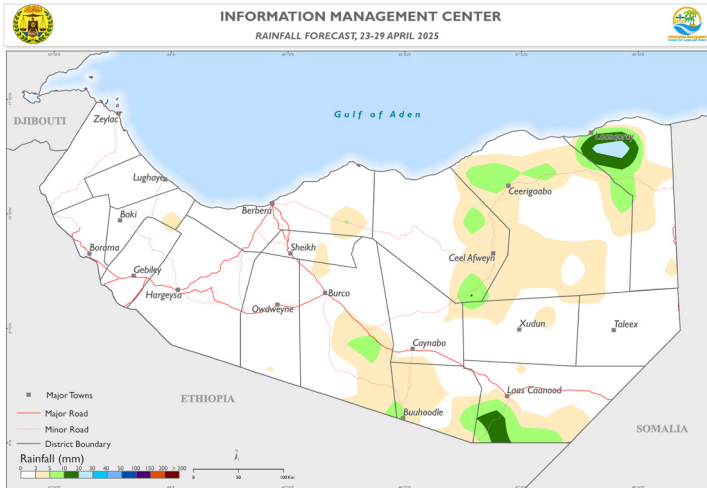 INFORMATION MANAGEMENT CENTER
RAINFALL FORECAST, 23-29 APRIL 2025
Information Management
DJIBOUTI
Gulf of Aden
Zeylac
Laasqoray
Lughaye
Ceerigaabo
Berbera
Baki
Borama
Sheikh
Ceel Afweyn
Gebiley
Hargeysa
Burco
Owdweyne
Xudun
Taleex
Caynabo
Laas Caanood
ETHIOPIA
Buuhoodle
SOMALIA
Major Towns
Major Road
Minor Road
District Boundary
Rainfall (mm)
0 2 5 10 20 30 50 100 150 200 > 200
0 50 100 Km